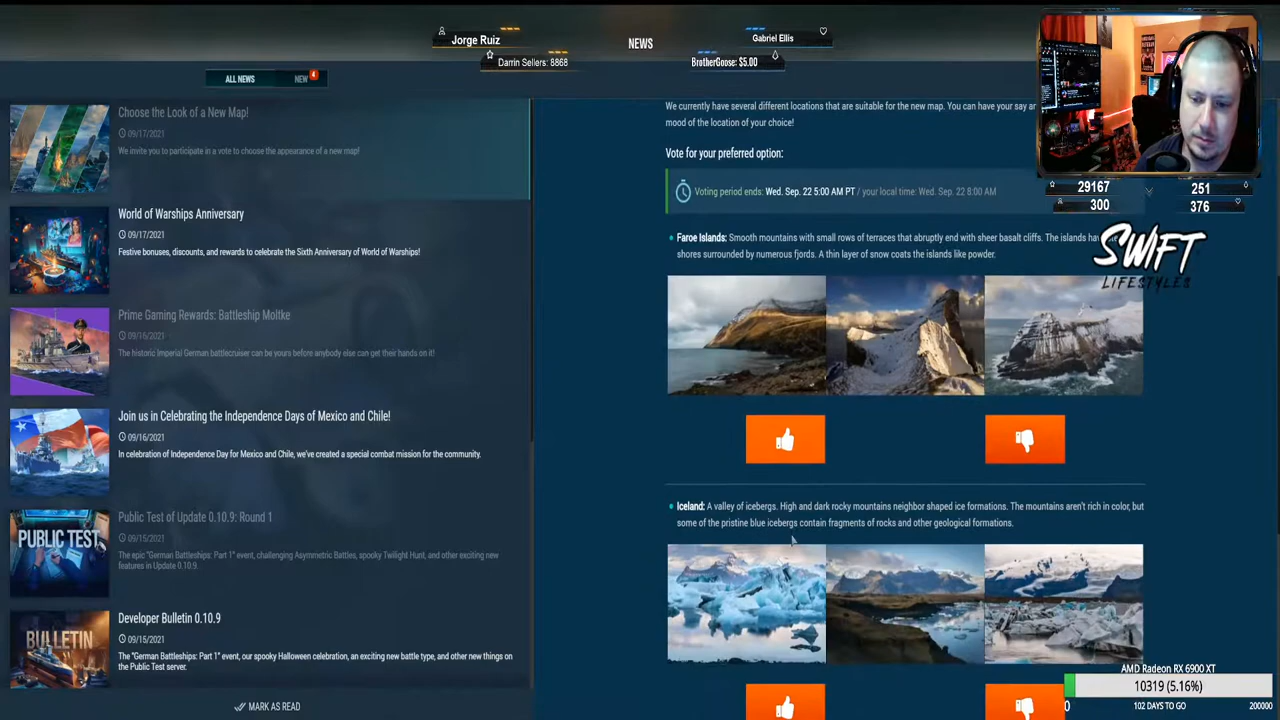 Jorge Ruiz
Darrin Sellers: 8868
NEWS
Gabriel Ellis
BrotherGoose: $5.00
ALL NEWS
NEW
4
Choose the Look of a New Map!
09/17/2021
We invite you to participate in a vote to choose the appearance of a new map!
World of Warships Anniversary
09/17/2021
Festive bonuses, discounts, and rewards to celebrate the Sixth Anniversary of World of Warships!
Prime Gaming Rewards: Battleship Moltke
09/16/2021
The historic Imperial German battlecruiser can be yours before anybody else can get their hands on it!
Join us in Celebrating the Independence Days of Mexico and Chile!
09/16/2021
In celebration of Independence Day for Mexico and Chile, we've created a special combat mission for the community.
PUBLIC TEST
Public Test of Update 0.10.9: Round 1
09/15/2021
The epic "German Battleships: Part 1" event, challenging Asymmetric Battles, spooky Twilight Hunt, and other exciting
new features in Update 0.10.9.
BULLETIN
Developer Bulletin 0.10.9
09/15/2021
The "German Battleships: Part 1" event, our spooky Halloween celebration, an exciting new battle type, and other new things on
the Public Test server.
MARK AS READ
We currently have several different locations that are suitable for the new map. You can have your say
mood of the location of your choice!
Vote for your preferred option:
Voting period ends: Wed. Sep. 22 5:00 AM PT / your local time: Wed. Sep. 22 8:00 AM
Faroe Islands: Smooth mountains with small rows of terraces that abruptly end with sheer basalt cliffs. The islands
shores surrounded by numerous fjords. A thin layer of snow coats the islands like powder.
Iceland: A valley of icebergs. High and dark rocky mountains neighbor shaped ice formations. The mountains aren't rich in color, but
some of the pristine blue icebergs contain fragments of rocks and other geological formations.
29167
251
300
376
SWIFT
LIFESTYLES
AMD Radeon RX 6900 XT
10319 (5.16%)
0
102 DAYS TO GO
200000